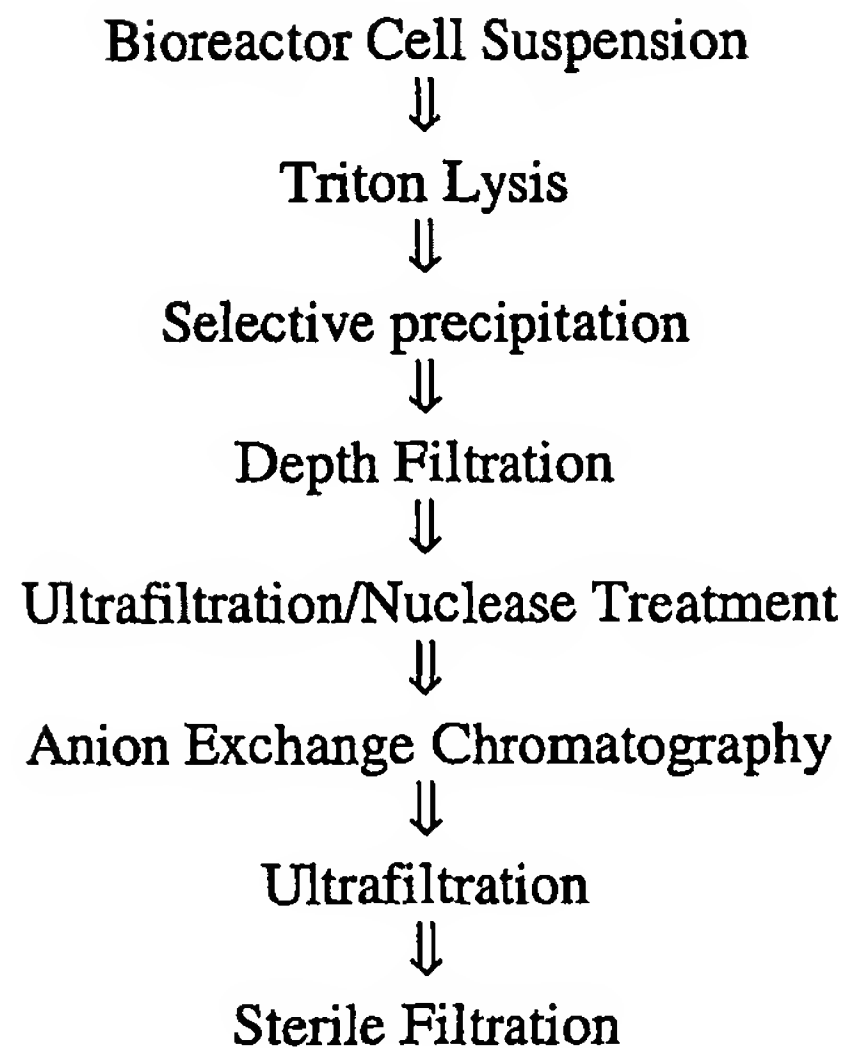 Bioreactor Cell Suspension
⇓
Triton Lysis
⇓
Selective precipitation
⇓
Depth Filtration
⇓
Ultrafiltration/Nuclease Treatment
⇓
Anion Exchange Chromatography
⇓
Ultrafiltration
⇓
Sterile Filtration